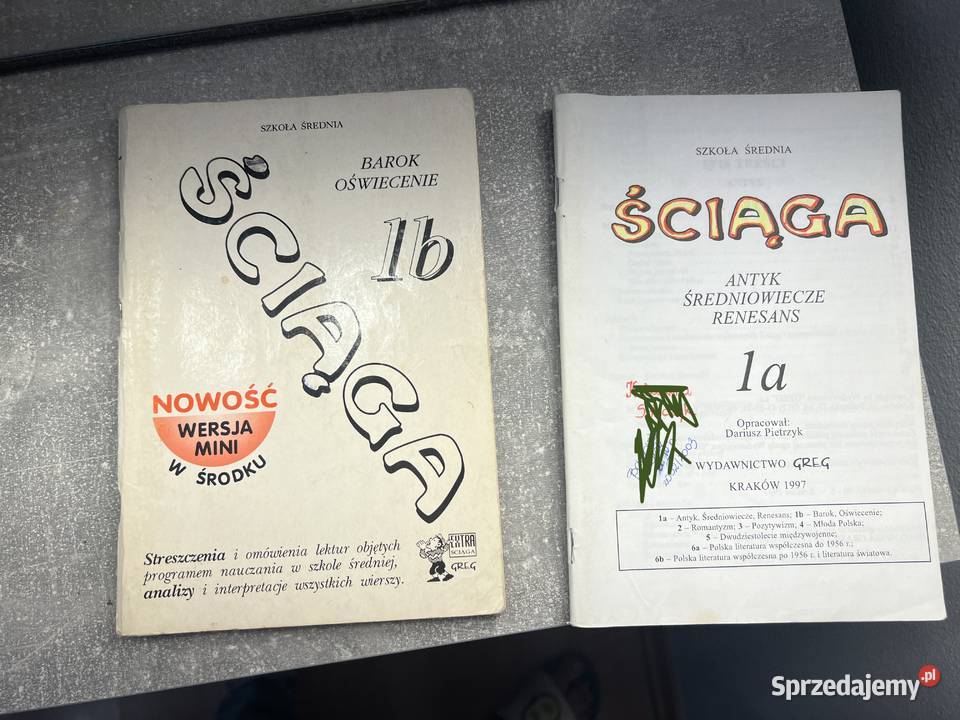 SZKOŁA ŚREDNIA
BAROK
OŚWIECENIE
1b
ŚCIĄGA
NOWOŚĆ
WERSJA
MINI
W ŚRODKU
Streszczenia i omówienia lektur objętych
programem nauczania w szkole średniej,
analizy i interpretacje wszystkich wierszy.
EXTRA
ŚCIĄGA
GREG
SZKOŁA ŚREDNIA
ŚCIĄGA
ANTYK
ŚREDNIOWIECZE
RENESANS
1a
Opracował:
Dariusz Pietrzyk
WYDAWNICTWO GREG
KRAKÓW 1997
1a – Antyk, Średniowiecze, Renesans; 1b – Barok, Oświecenie;
2 – Romantyzm; 3 – Pozytywizm; 4 – Młoda Polska;
5 – Dwudziestolecie międzywojenne;
6a – Polska literatura współczesna do 1956 r.;
6b – Polska literatura współczesna po 1956 r. i literatura światowa.
Sprzedajemy.pl